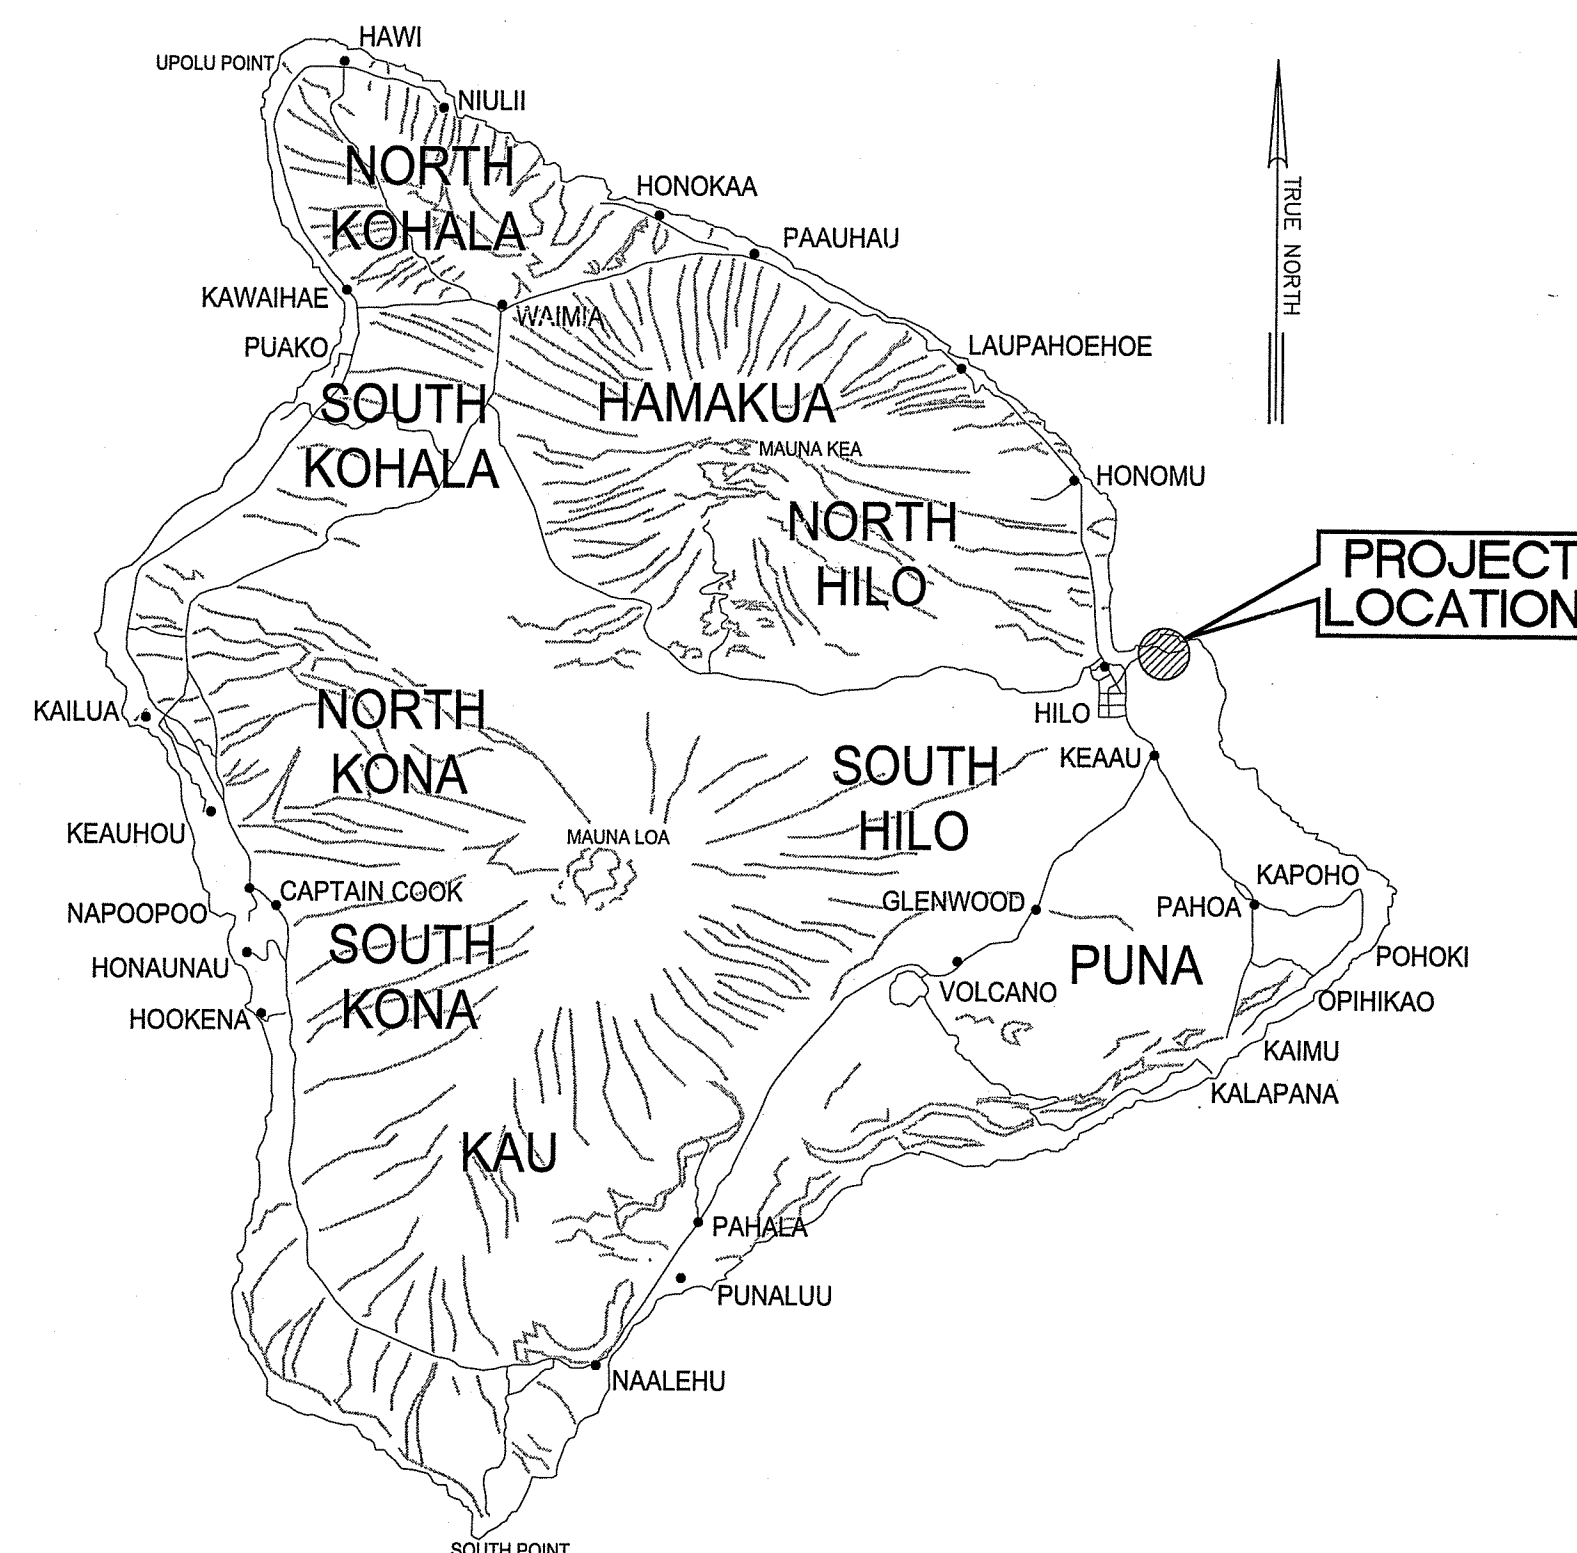 HAWI
UPOLU POINT
NIULII
NORTH
KOHALA
HONOKAA
PAAUHAU
TRUE NORTH
KAWAIHAE
WAIMIA
PUAKO
LAUPAHOEHOE
SOUTH
KOHALA
HAMAKUA
MAUNA KEA
HONOMU
NORTH
HILO
PROJECT
LOCATION
KAILUA
NORTH
KONA
HILO
KEAAU
SOUTH
HILO
KEAUHOU
MAUNA LOA
CAPTAIN COOK
KAPOHO
GLENWOOD
PAHOA
NAPOOPOO
SOUTH
KONA
HONAUNAU
PUNA
POHOKI
VOLCANO
OPIHIKAO
HOOKENA
KAIMU
KALAPANA
KAU
PAHALA
PUNALUU
NAALEHU
SOUTH POINT